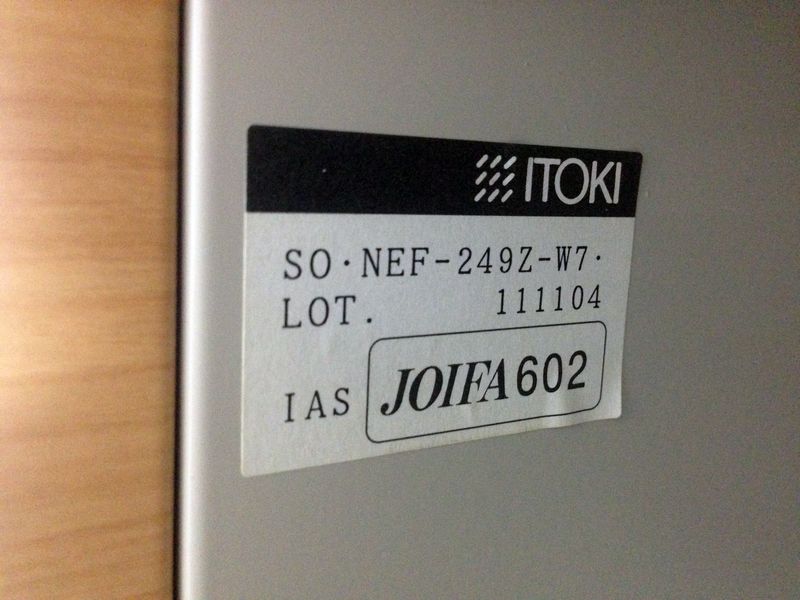 ITOKI
SO·NEF-249Z-W7·
LOT. 111104
IAS JOIFA602